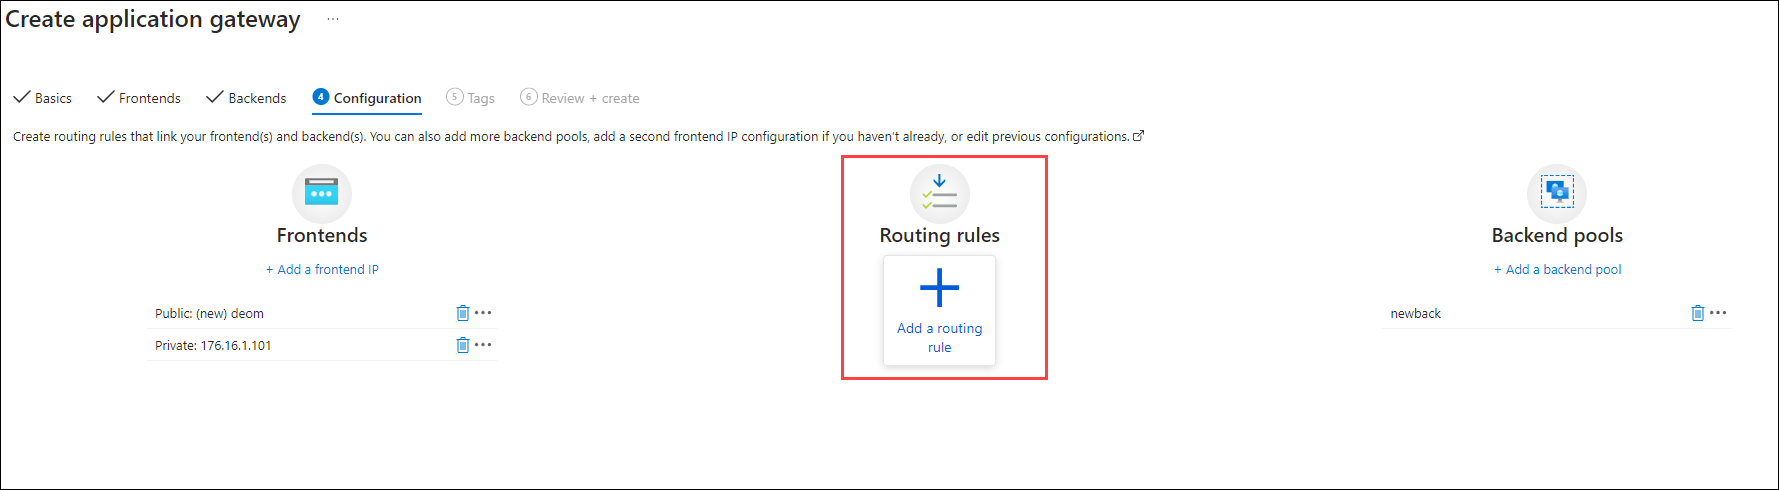 Create application gateway ...
Basics Frontends Backends 4 Configuration 5 Tags 6 Review + create
Create routing rules that link your frontend(s) and backend(s). You can also add more backend pools, add a second frontend IP configuration if you haven't already, or edit previous configurations.
Frontends
+ Add a frontend IP
Public: (new) deom
Private: 176.16.1.101
Routing rules
Add a routing
rule
Backend pools
+ Add a backend pool
newback